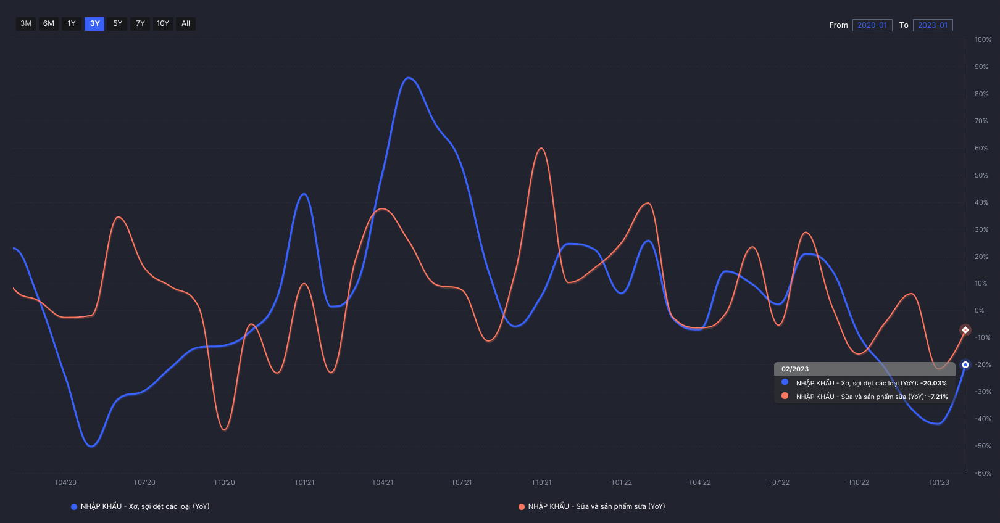 3M 6M 1Y 3Y 5Y 7Y 10Y All
From 2020-01 To 2023-01
100%
90%
80%
70%
60%
50%
40%
30%
20%
10%
0%
-10%
-20%
-30%
-40%
-50%
-60%
02/2023
NHẬP KHẨU - Xơ, sợi dệt các loại (YoY): -20.03%
NHẬP KHẨU - Sữa và sản phẩm sữa (YoY): -7.21%
T04'20 T07'20 T10'20 T01'21 T04'21 T07'21 T10'21 T01'22 T04'22 T07'22 T10'22 T01'23
NHẬP KHẨU - Xơ, sợi dệt các loại (YoY)
NHẬP KHẨU - Sữa và sản phẩm sữa (YoY)